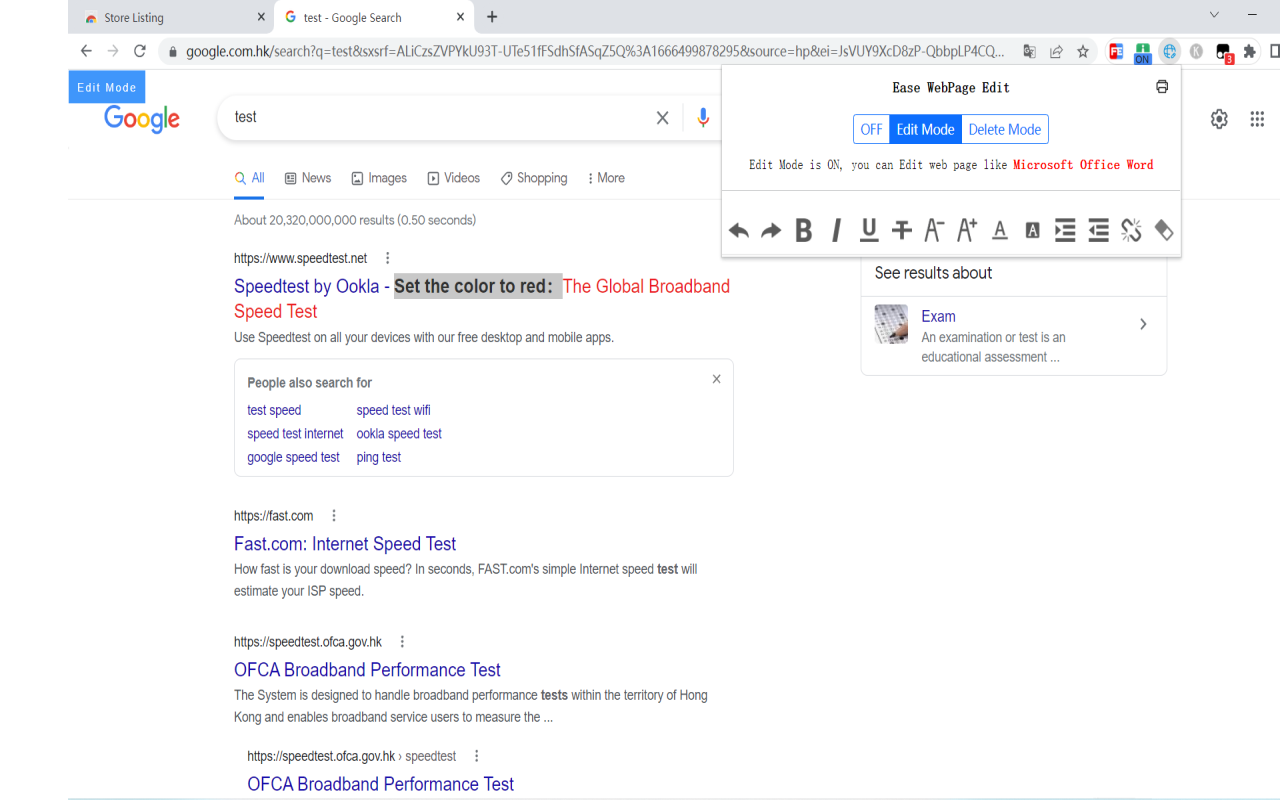 Store Listing
test - Google Search
google.com.hk/search?q=test&sxsrf=ALiCzsZVPYkU93T-UTe51fFSdhSfASqZ5Q%3A1666499878295&source=hp&ei=JsVUY9XcD8zP-QbbpLP4CQ...
ON
3
Edit Mode
Google
test
Ease WebPage Edit
OFF Edit Mode Delete Mode
Edit Mode is ON, you can Edit web page like Microsoft Office Word
All News Images Videos Shopping More
About 20,320,000,000 results (0.50 seconds)
https://www.speedtest.net
Speedtest by Ookla - Set the color to red：The Global Broadband
Speed Test
Use Speedtest on all your devices with our free desktop and mobile apps.
People also search for
test speed speed test wifi
speed test internet ookla speed test
google speed test ping test
See results about
Exam
An examination or test is an
educational assessment ...
https://fast.com
Fast.com: Internet Speed Test
How fast is your download speed? In seconds, FAST.com's simple Internet speed test will
estimate your ISP speed.
https://speedtest.ofca.gov.hk
OFCA Broadband Performance Test
The System is designed to handle broadband performance tests within the territory of Hong
Kong and enables broadband service users to measure the ...
https://speedtest.ofca.gov.hk › speedtest
OFCA Broadband Performance Test